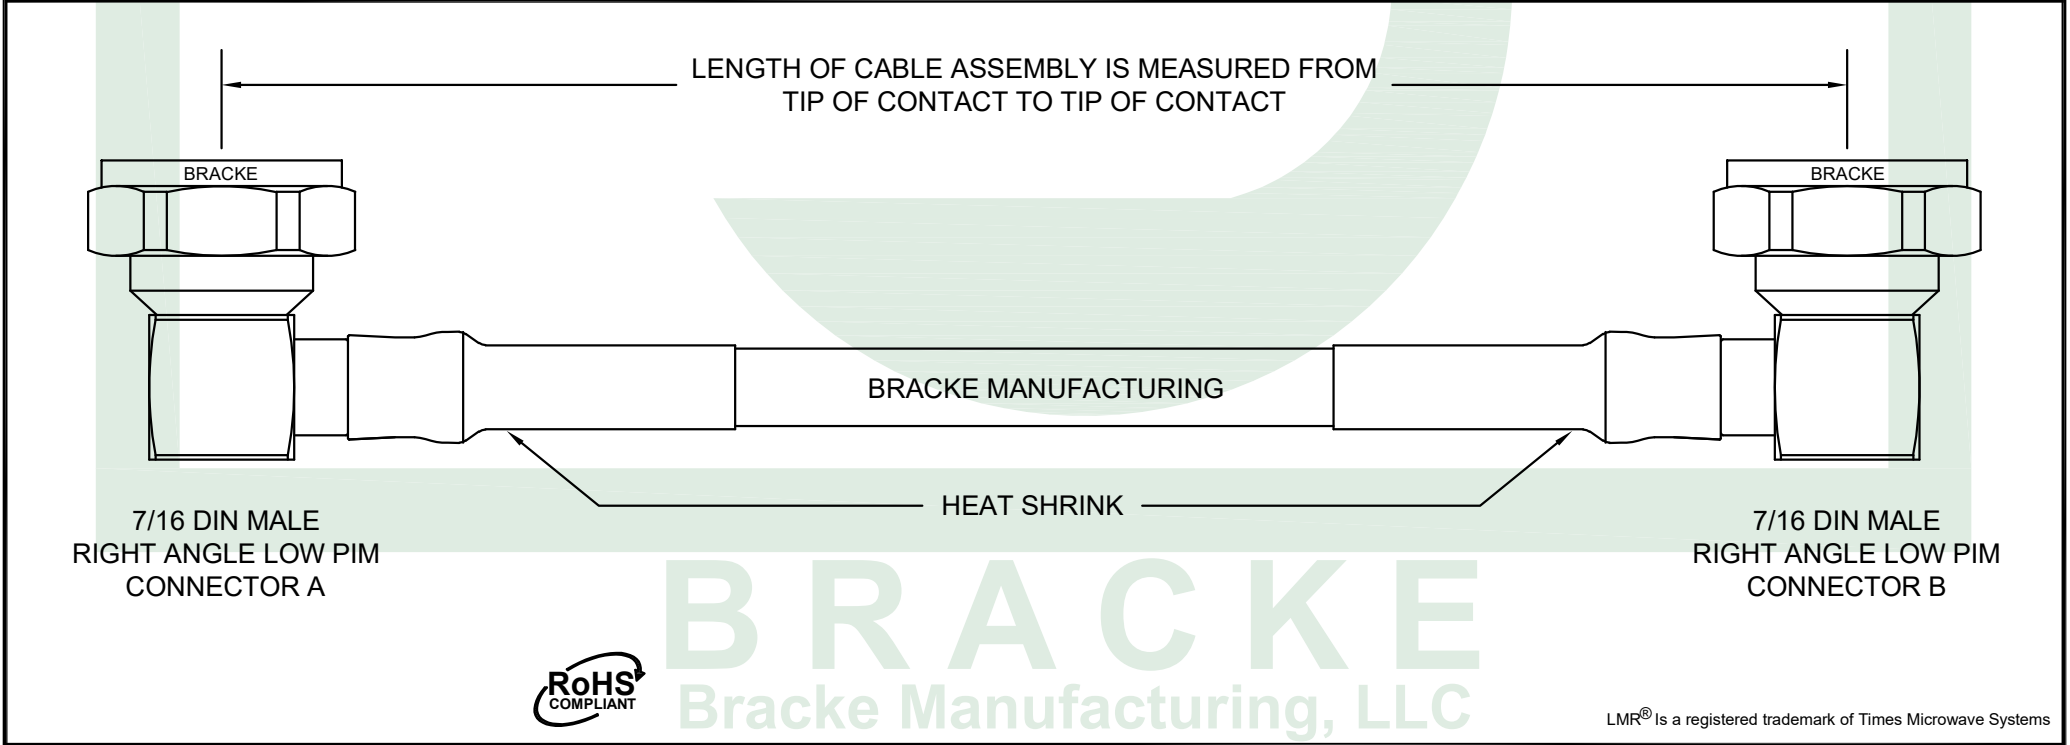 LENGTH OF CABLE ASSEMBLY IS MEASURED FROM
TIP OF CONTACT TO TIP OF CONTACT
BRACKE
BRACKE
BRACKE MANUFACTURING
HEAT SHRINK
7/16 DIN MALE
RIGHT ANGLE LOW PIM
CONNECTOR A
7/16 DIN MALE
RIGHT ANGLE LOW PIM
CONNECTOR B
BRACKE
Bracke Manufacturing, LLC
RoHS
COMPLIANT
LMR® Is a registered trademark of Times Microwave Systems